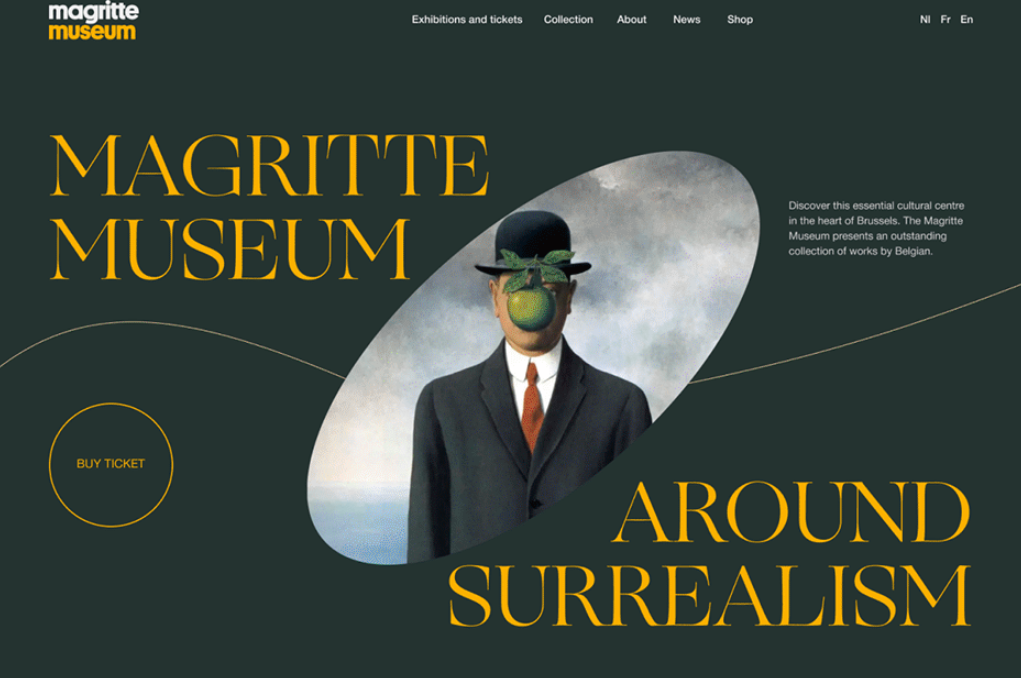 magritte
museum
Exhibitions and tickets Collection About News Shop
Nl Fr En
MAGRITTE
MUSEUM
Discover this essential cultural centre
in the heart of Brussels. The Magritte
Museum presents an outstanding
collection of works by Belgian.
BUY TICKET
AROUND
SURREALISM